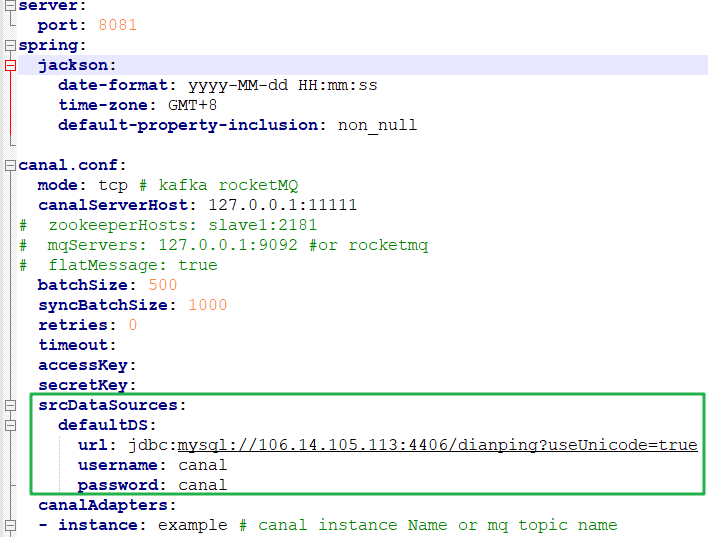 server:
  port: 8081
spring:
  jackson:
    date-format: yyyy-MM-dd HH:mm:ss
    time-zone: GMT+8
    default-property-inclusion: non_null
canal.conf:
  mode: tcp # kafka rocketMQ
  canalServerHost: 127.0.0.1:11111
#  zookeeperHosts: slave1:2181
#  mqServers: 127.0.0.1:9092 #or rocketmq
#  flatMessage: true
  batchSize: 500
  syncBatchSize: 1000
  retries: 0
  timeout:
  accessKey:
  secretKey:
  srcDataSources:
    defaultDS:
      url: jdbc:mysql://106.14.105.113:4406/dianping?useUnicode=true
      username: canal
      password: canal
  canalAdapters:
  - instance: example # canal instance Name or mq topic name